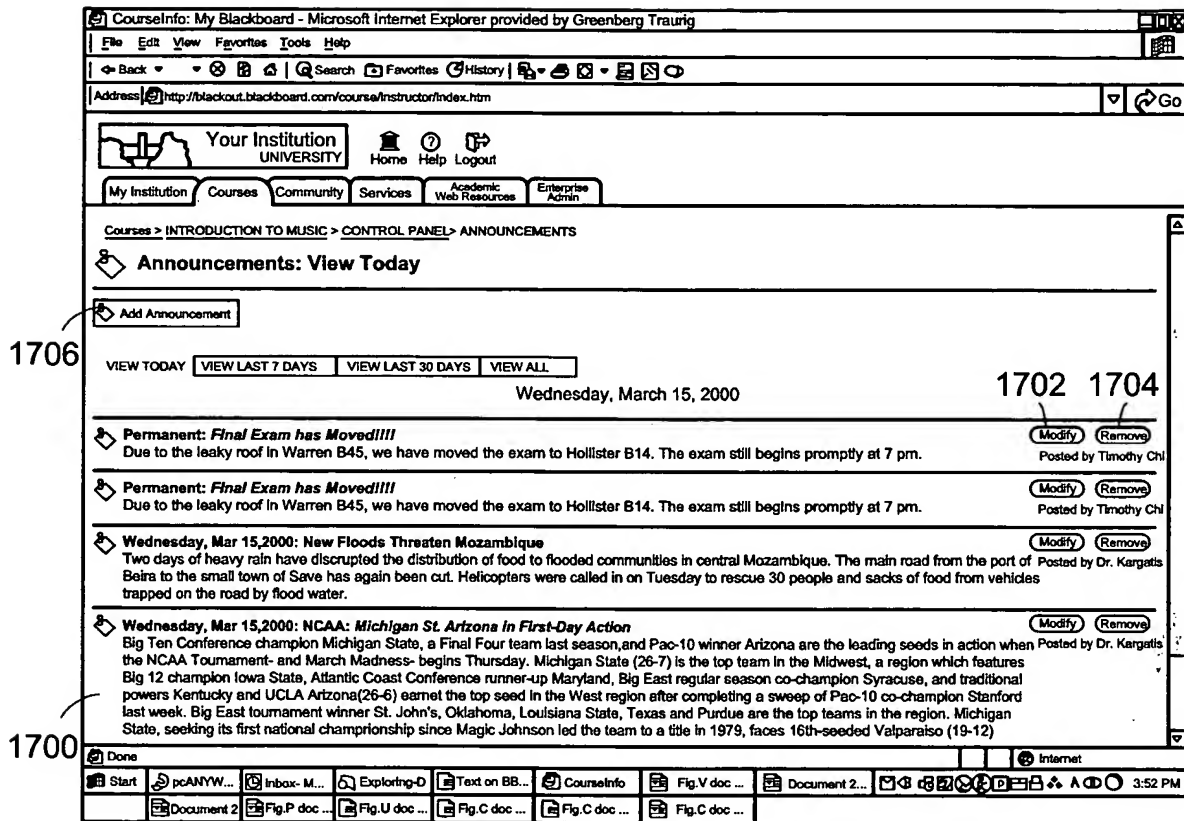 CourseInfo: My Blackboard - Microsoft Internet Explorer provided by Greenberg Traurig
File Edit View Favorites Tools Help
Back Search Favorites History
Address http://blackout.blackboard.com/course/instructor/index.htm Go
Your Institution
UNIVERSITY
Home Help Logout
My Institution Courses Community Services Academic Web Resources Enterprise Admin
Courses > INTRODUCTION TO MUSIC > CONTROL PANEL> ANNOUNCEMENTS
Announcements: View Today
Add Announcement
1706
VIEW TODAY VIEW LAST 7 DAYS VIEW LAST 30 DAYS VIEW ALL
Wednesday, March 15, 2000
1702 1704
Permanent: Final Exam has Moved!!!! Modify Remove
Due to the leaky roof in Warren B45, we have moved the exam to Hollister B14. The exam still begins promptly at 7 pm. Posted by Timothy Chi
Permanent: Final Exam has Moved!!!! Modify Remove
Due to the leaky roof in Warren B45, we have moved the exam to Hollister B14. The exam still begins promptly at 7 pm. Posted by Timothy Chi
Wednesday, Mar 15,2000: New Floods Threaten Mozambique Modify Remove
Two days of heavy rain have discrupted the distribution of food to flooded communities in central Mozambique. The main road from the port of Posted by Dr. Kargatis
Beira to the small town of Save has again been cut. Helicopters were called in on Tuesday to rescue 30 people and sacks of food from vehicles
trapped on the road by flood water.
Wednesday, Mar 15,2000: NCAA: Michigan St. Arizona in First-Day Action Modify Remove
Big Ten Conference champion Michigan State, a Final Four team last season,and Pac-10 winner Arizona are the leading seeds in action when Posted by Dr. Kargatis
the NCAA Tournament- and March Madness- begins Thursday. Michigan State (26-7) is the top team in the Midwest, a region which features
Big 12 champion Iowa State, Atlantic Coast Conference runner-up Maryland, Big East regular season co-champion Syracuse, and traditional
powers Kentucky and UCLA Arizona(26-6) earnet the top seed in the West region after completing a sweep of Pac-10 co-champion Stanford
last week. Big East tournament winner St. John's, Oklahoma, Louisiana State, Texas and Purdue are the top teams in the region. Michigan
State, seeking its first national champrionship since Magic Johnson led the team to a title in 1979, faces 16th-seeded Valparaiso (19-12)
1700
Done Internet
Start pcANYW... Inbox- M... Exploring-D Text on BB... CourseInfo Fig.V doc ... Document 2... 3:52 PM
Document 2 Fig.P doc ... Fig.U doc ... Fig.C doc ... Fig.C doc ... Fig.C doc ...